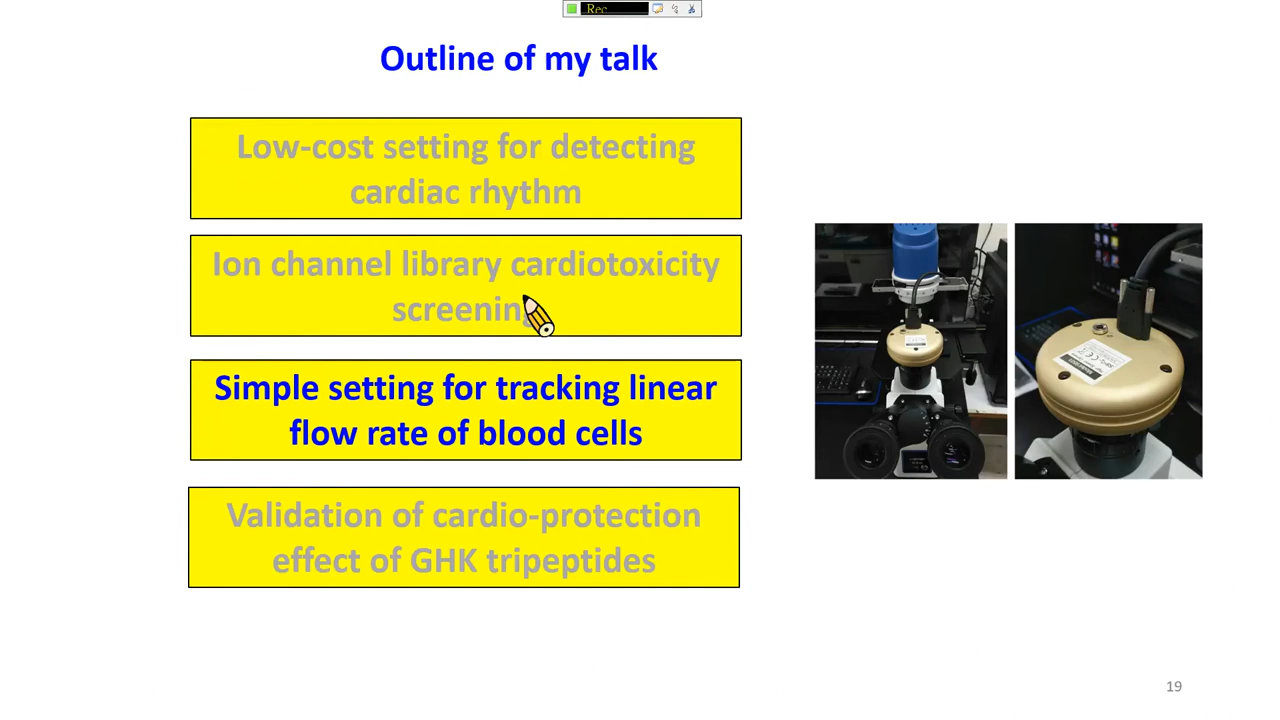 Rec
Outline of my talk
Low-cost setting for detecting
cardiac rhythm
Ion channel library cardiotoxicity
screening
Simple setting for tracking linear
flow rate of blood cells
Validation of cardio-protection
effect of GHK tripeptides
19